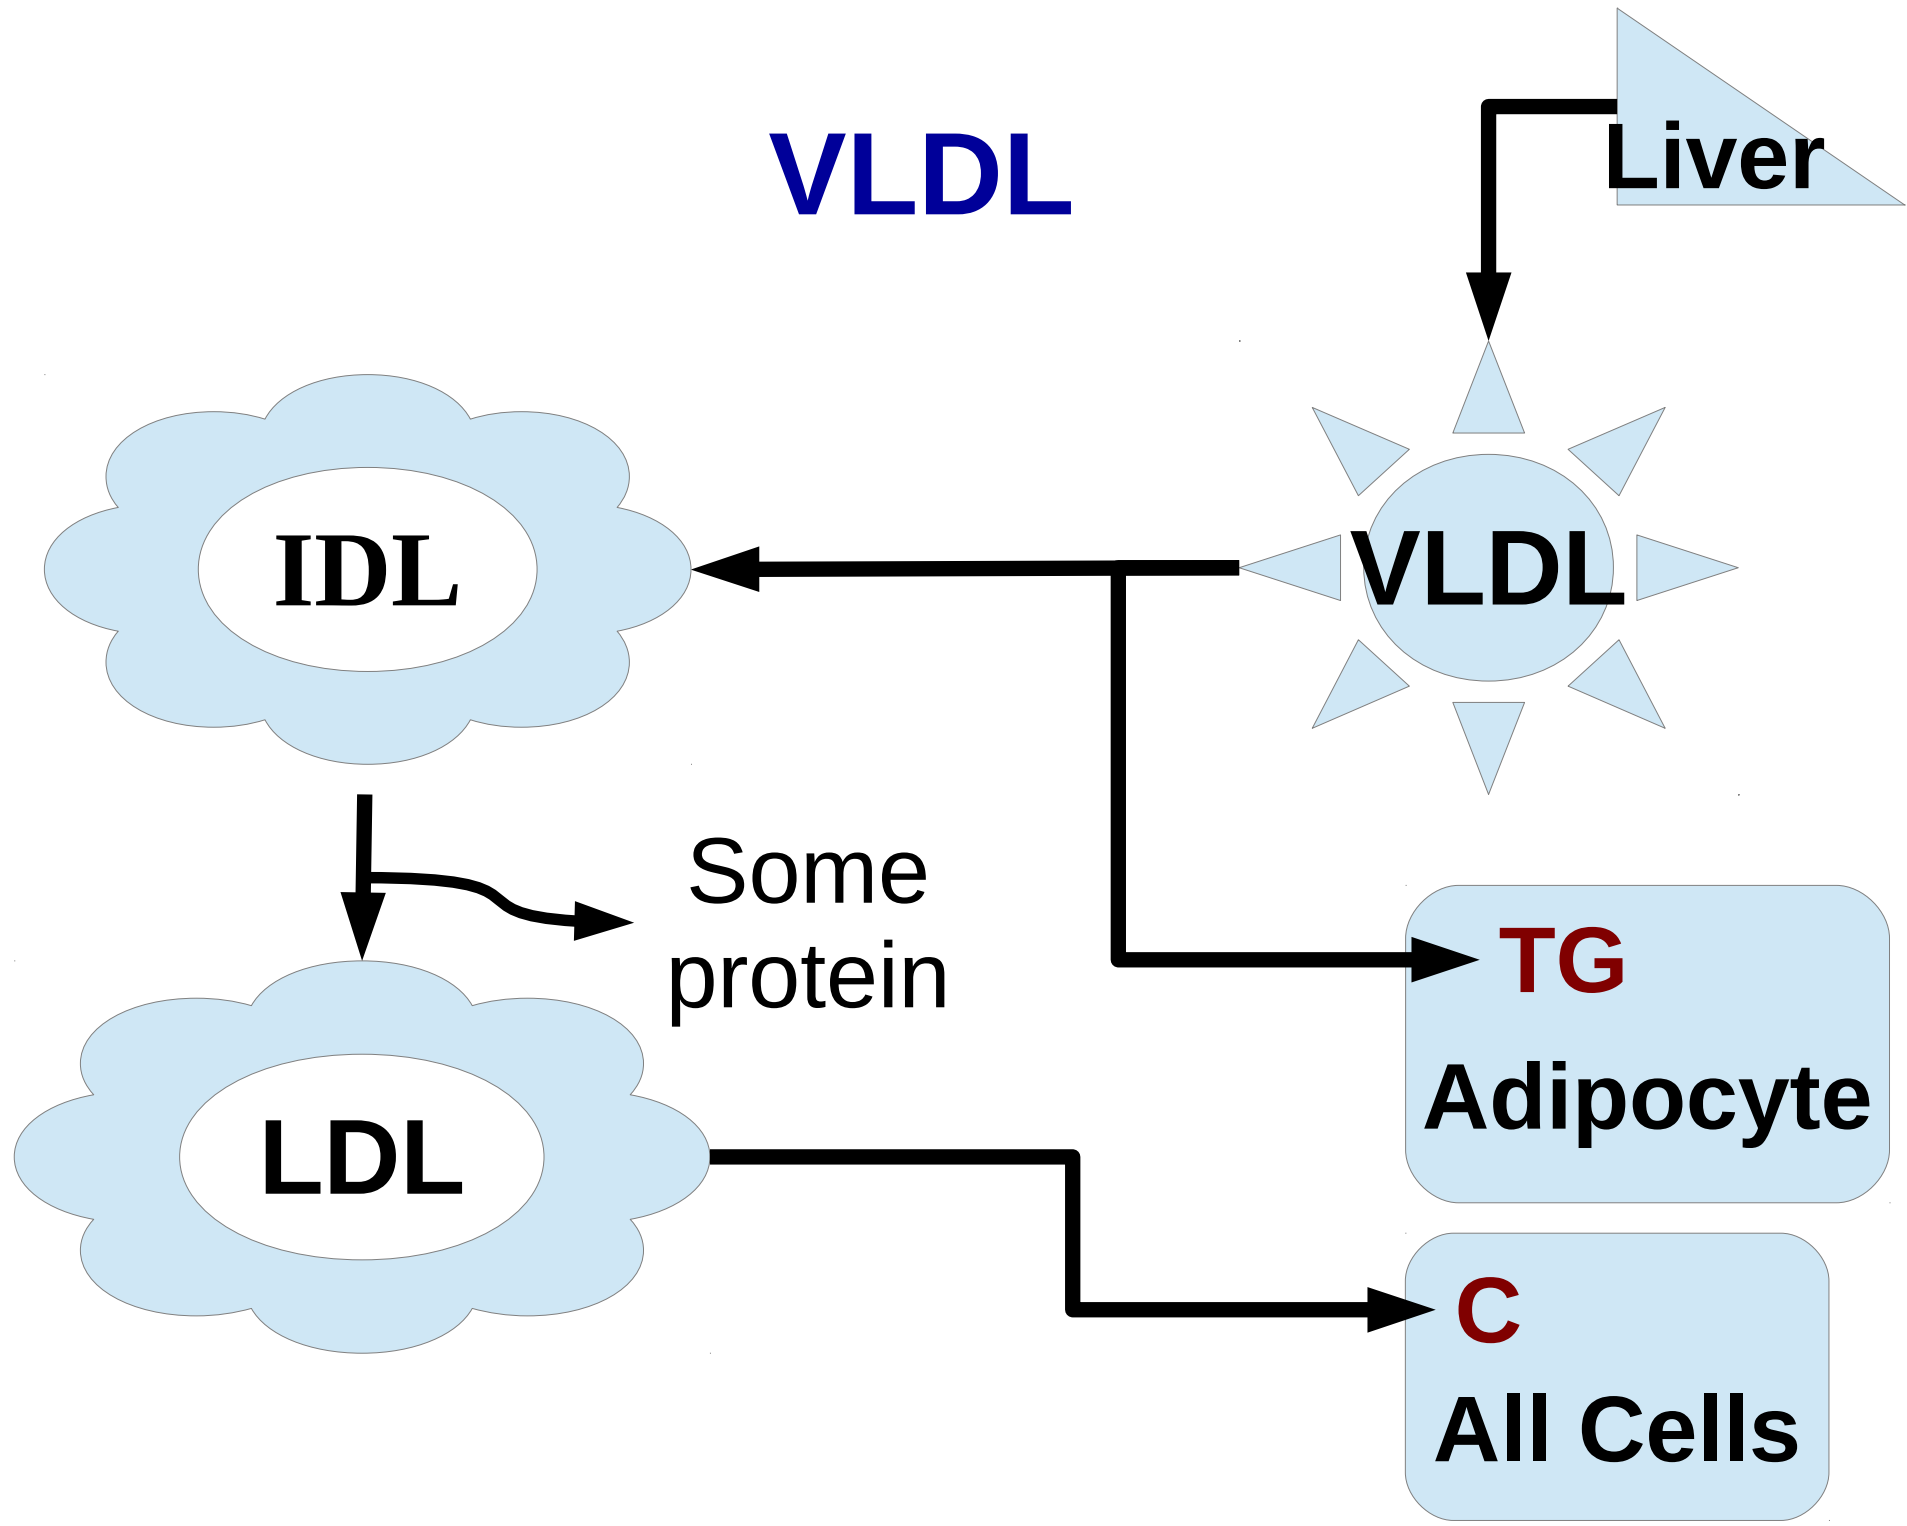 VLDL
Liver
IDL
VLDL
Some
protein
TG
Adipocyte
LDL
C
All Cells